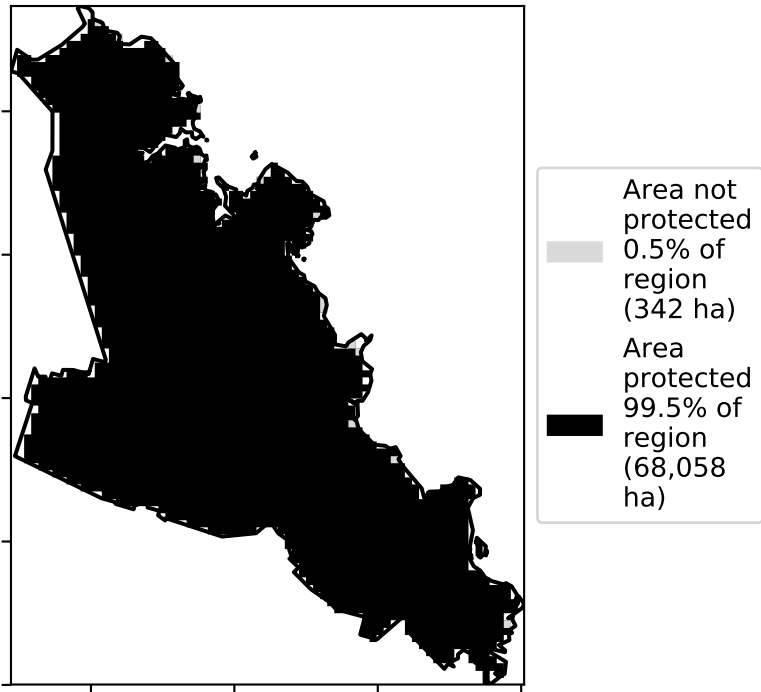 Area not
protected
0.5% of
region
(342 ha)
Area
protected
99.5% of
region
(68,058
ha)